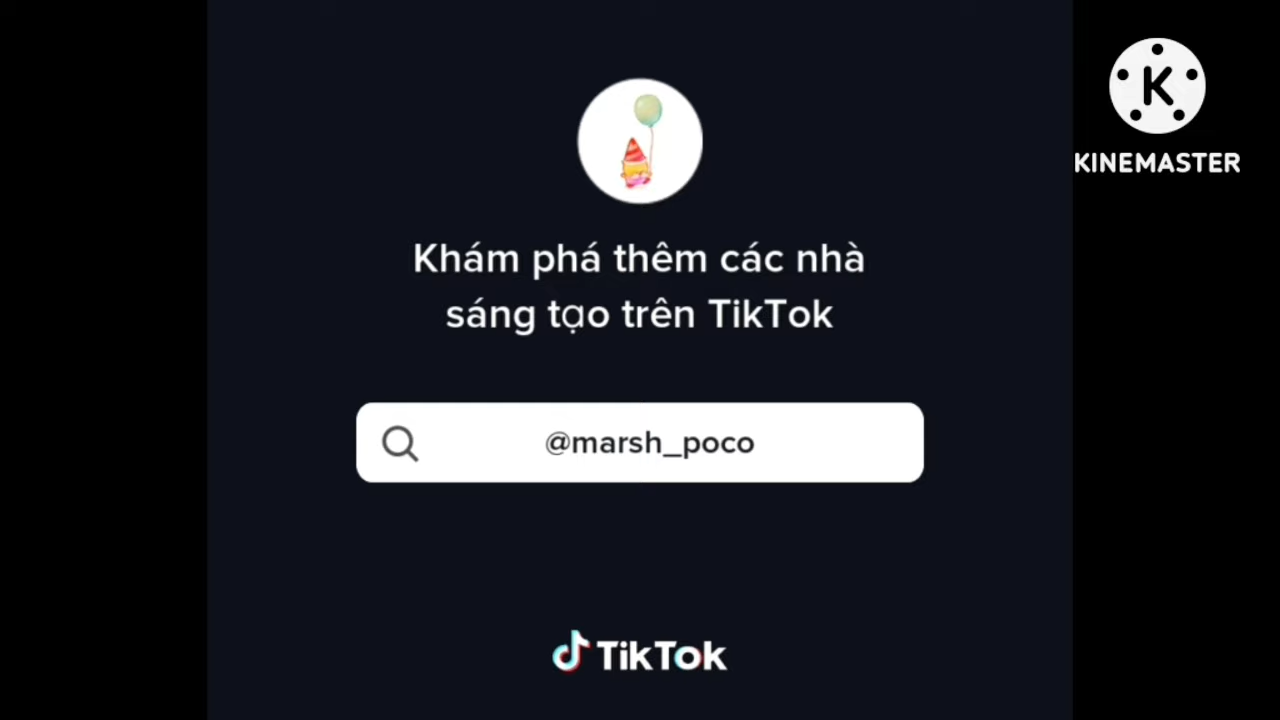 K
KINEMASTER
Khám phá thêm các nhà
sáng tạo trên TikTok
@marsh_poco
TikTok